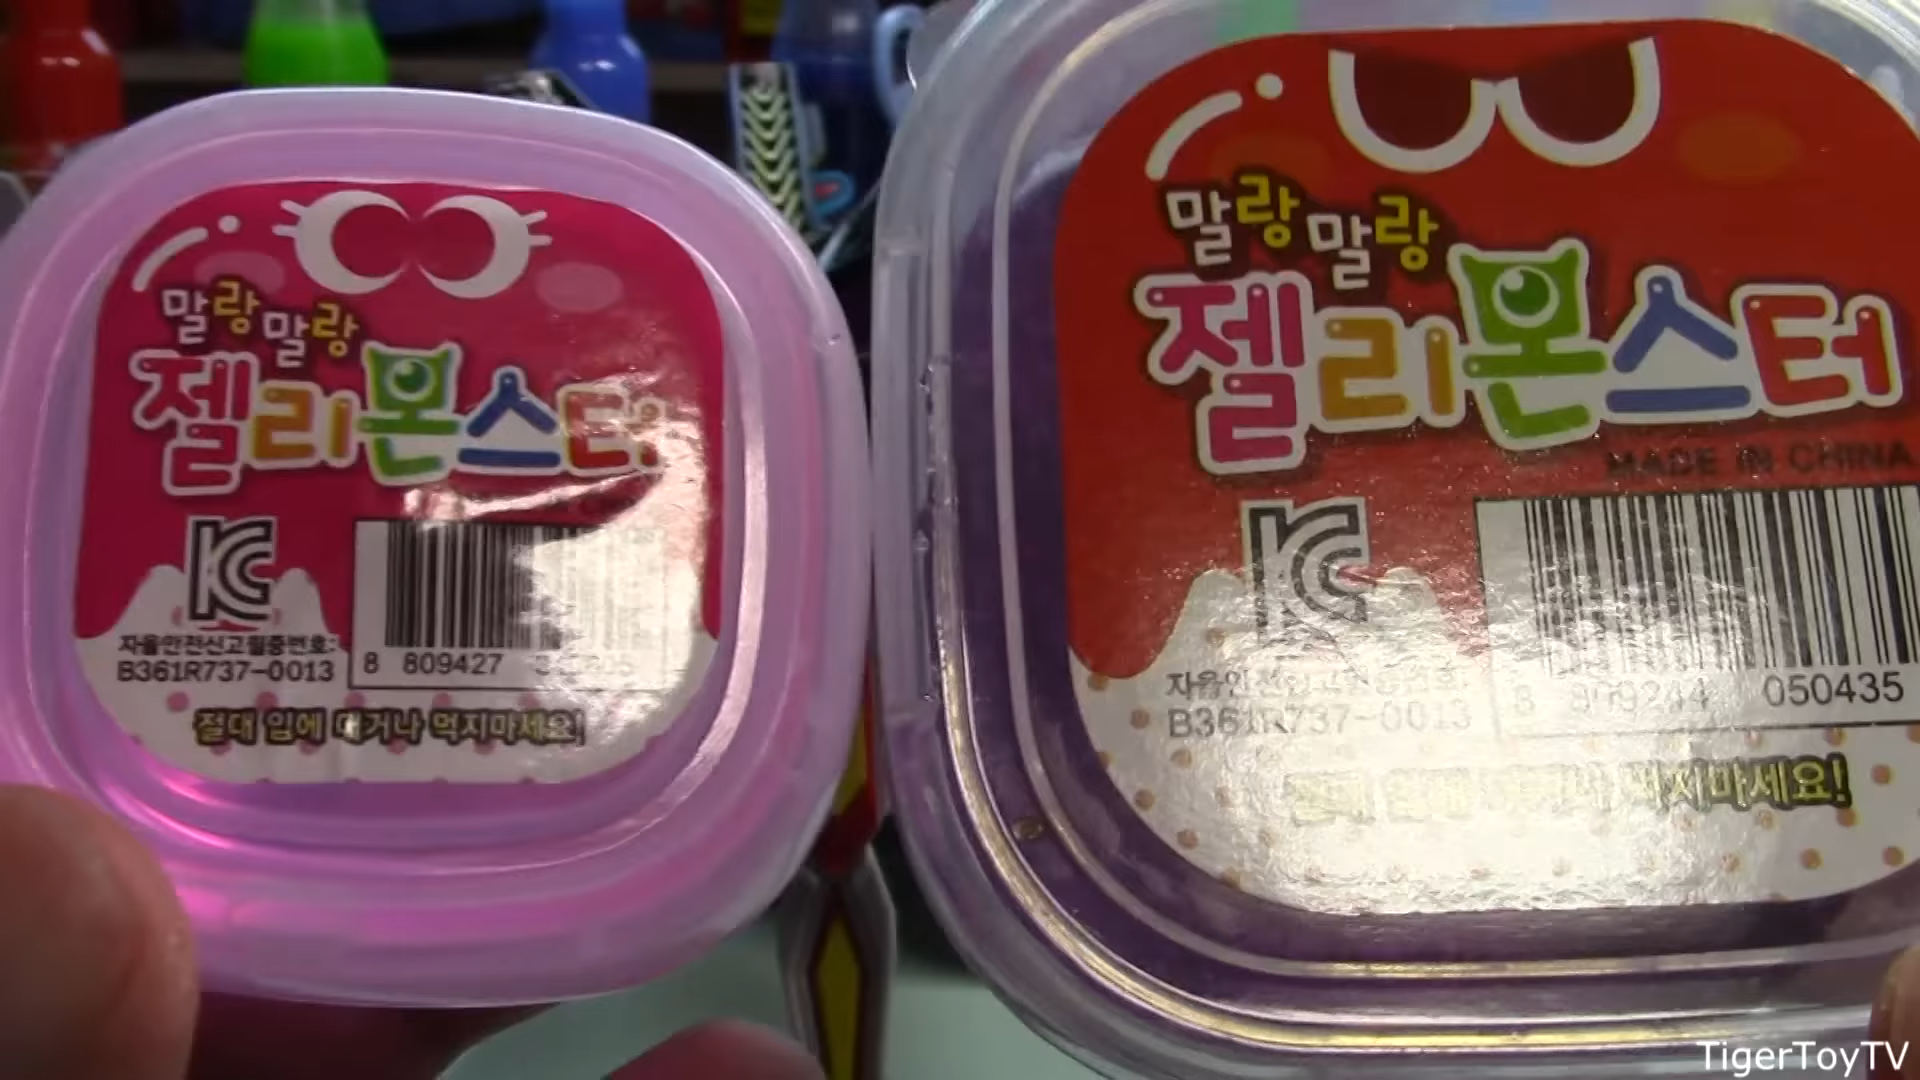 말랑말랑
젤리몬스터
KC
자율안전신고필증번호:
B361R737-0013
8 809427
절대 입에 대거나 먹지마세요!
말랑말랑
젤리몬스터
MADE IN CHINA
KC
B361R737-0013
8 809244 050435
먹지마세요!
TigerToyTV